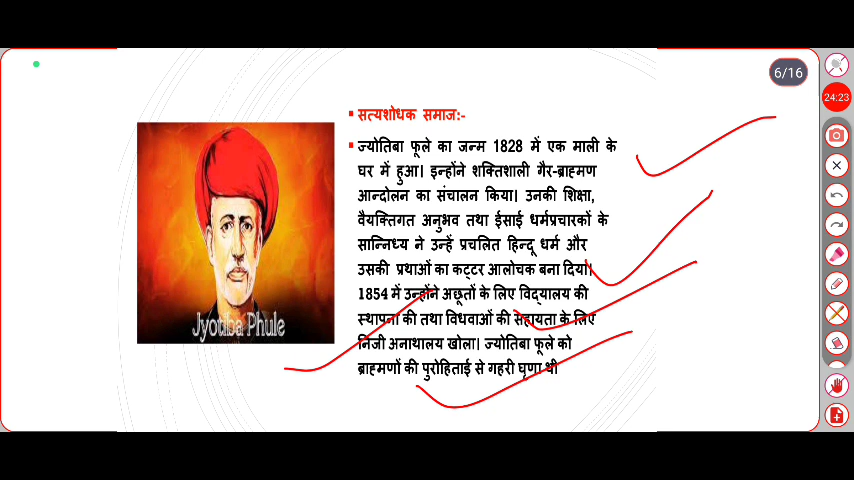 6/16
24:23
सत्यशोधक समाज:-
ज्योतिबा फूले का जन्म 1828 में एक माली के
घर में हुआ। इन्होंने शक्तिशाली गैर-ब्राह्मण
आन्दोलन का संचालन किया। उनकी शिक्षा,
वैयक्तिगत अनुभव तथा ईसाई धर्मप्रचारकों के
सान्निध्य ने उन्हें प्रचलित हिन्दू धर्म और
उसकी प्रथाओं का कट्टर आलोचक बना दिया।
1854 में उन्होंने अछूतों के लिए विद्यालय की
स्थापना की तथा विधवाओं की सहायता के लिए
निजी अनाथालय खोला। ज्योतिबा फूले को
ब्राह्मणों की पुरोहिताई से गहरी घृणा थी
Jyotiba Phule